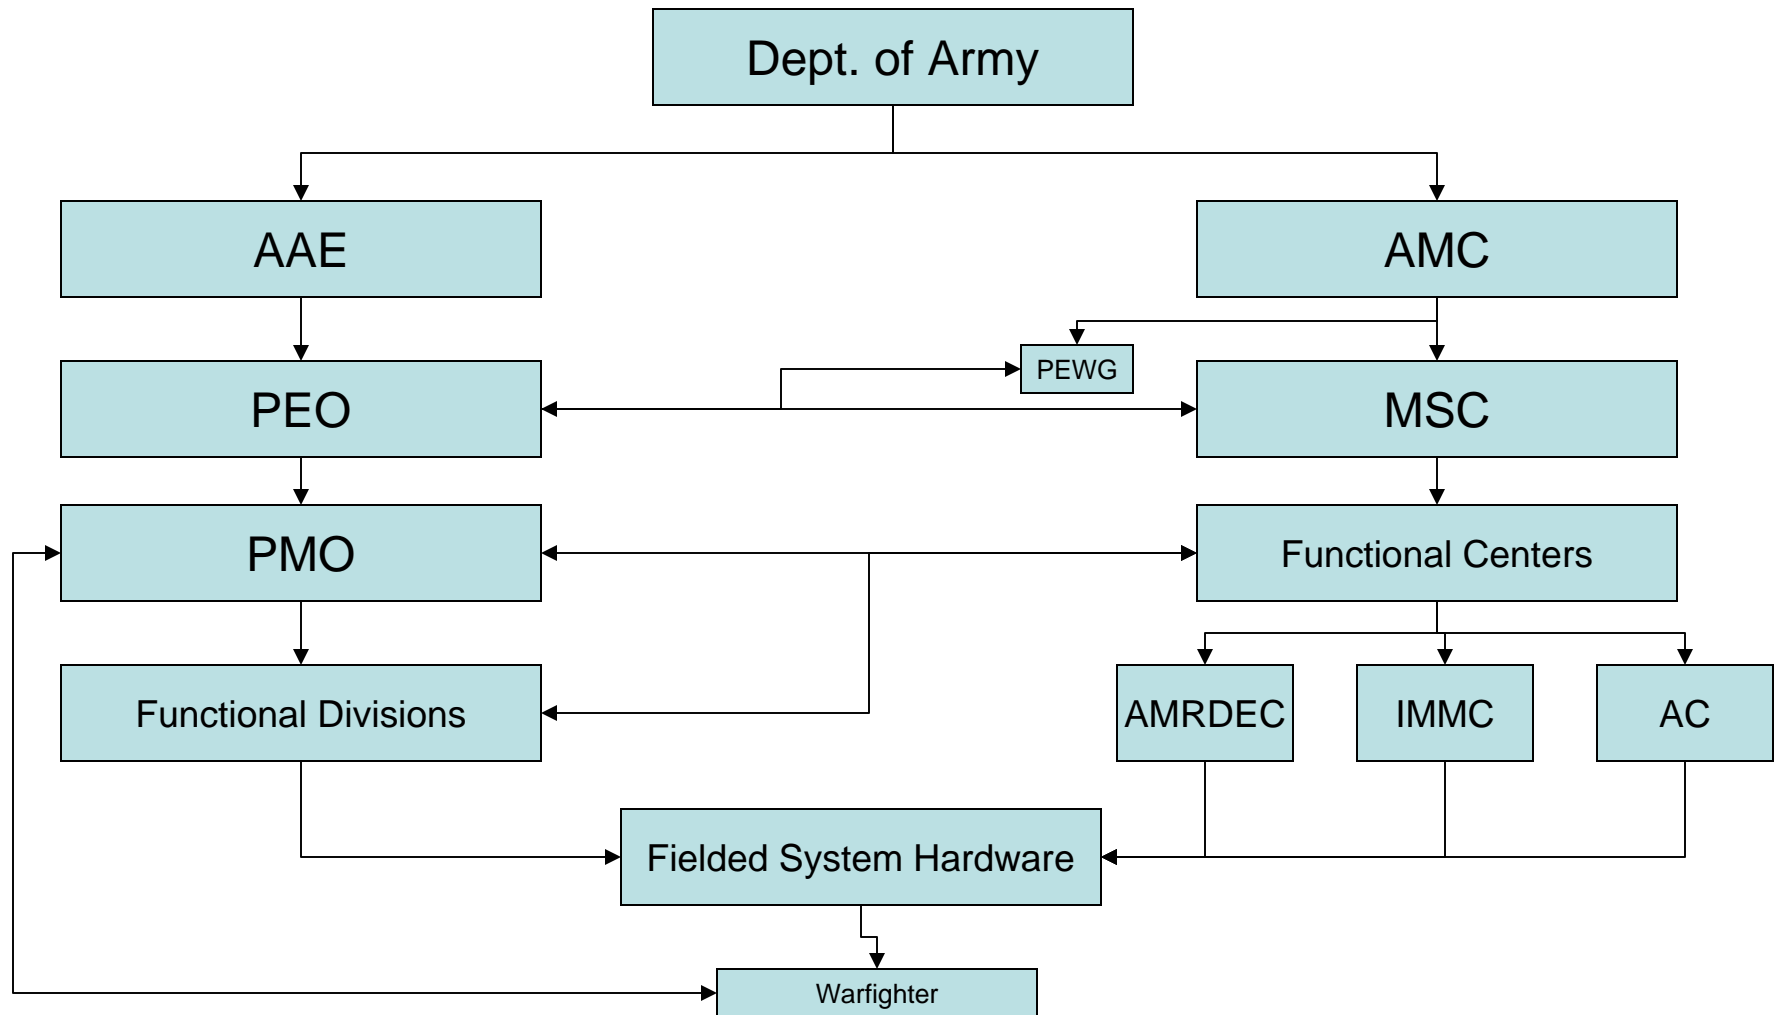 Dept. of Army
AAE
AMC
PEWG
PEO
MSC
PMO
Functional Centers
Functional Divisions
AMRDEC
IMMC
AC
Fielded System Hardware
Warfighter